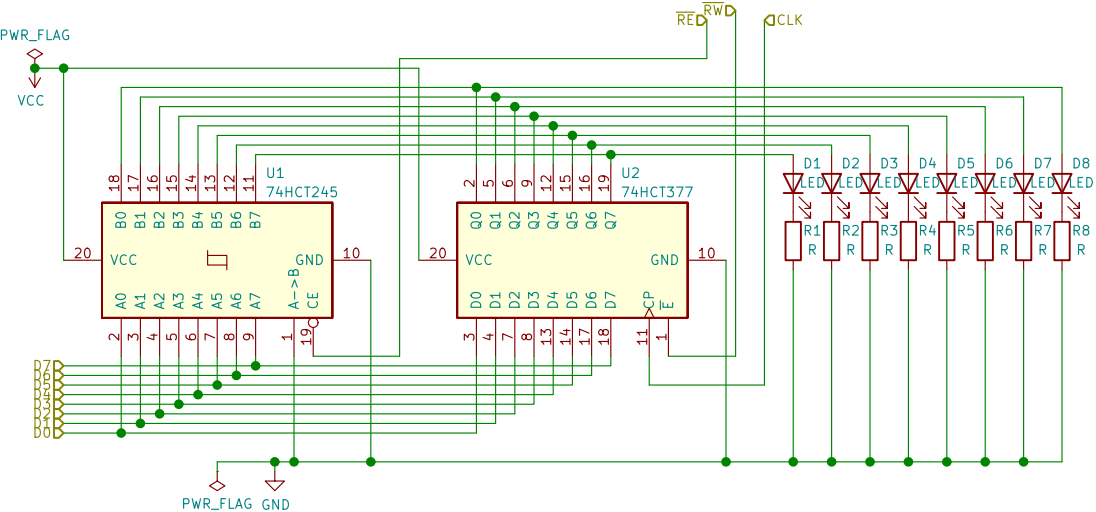 RE
RW
CLK
PWR_FLAG
VCC
18 17 16 15 14 13 12 11
U1
74HCT245
B0 B1 B2 B3 B4 B5 B6 B7
20
VCC
GND
10
A0 A1 A2 A3 A4 A5 A6 A7
A->B
CE
2 3 4 5 6 7 8 9 1 19
2 5 6 9 12 15 16 19
U2
74HCT377
Q0 Q1 Q2 Q3 Q4 Q5 Q6 Q7
20
VCC
GND
10
D0 D1 D2 D3 D4 D5 D6 D7
CP
E
3 4 7 8 13 14 17 18 11 1
D1 D2 D3 D4 D5 D6 D7 D8
LED LED LED LED LED LED LED LED
R1 R2 R3 R4 R5 R6 R7 R8
R R R R R R R R
D7
D6
D5
D4
D3
D2
D1
D0
PWR_FLAG
GND